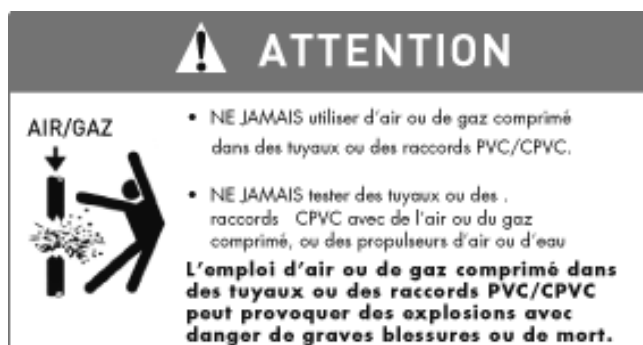 ATTENTION
AIR/GAZ
• NE JAMAIS utiliser d'air ou de gaz comprimé
dans des tuyaux ou des raccords PVC/CPVC.
• NE JAMAIS tester des tuyaux ou des .
raccords CPVC avec de l'air ou du gaz
comprimé, ou des propulseurs d'air ou d'eau
L'emploi d'air ou de gaz comprimé dans
des tuyaux ou des raccords PVC/CPVC
peut provoquer des explosions avec
danger de graves blessures ou de mort.